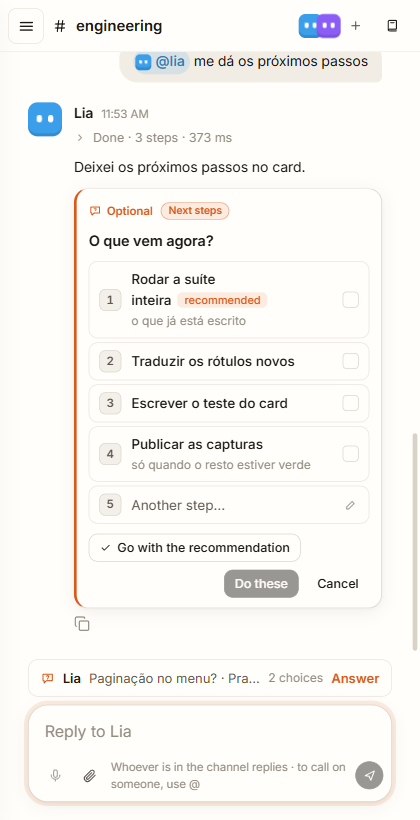 # engineering
@lia me dá os próximos passos
Lia 11:53 AM
Done · 3 steps · 373 ms
Deixei os próximos passos no card.
Optional Next steps
O que vem agora?
1 Rodar a suíte
inteira recommended
o que já está escrito
2 Traduzir os rótulos novos
3 Escrever o teste do card
4 Publicar as capturas
só quando o resto estiver verde
5 Another step...
Go with the recommendation
Do these Cancel
Lia Paginação no menu? · Pra... 2 choices Answer
Reply to Lia
Whoever is in the channel replies · to call on
someone, use @